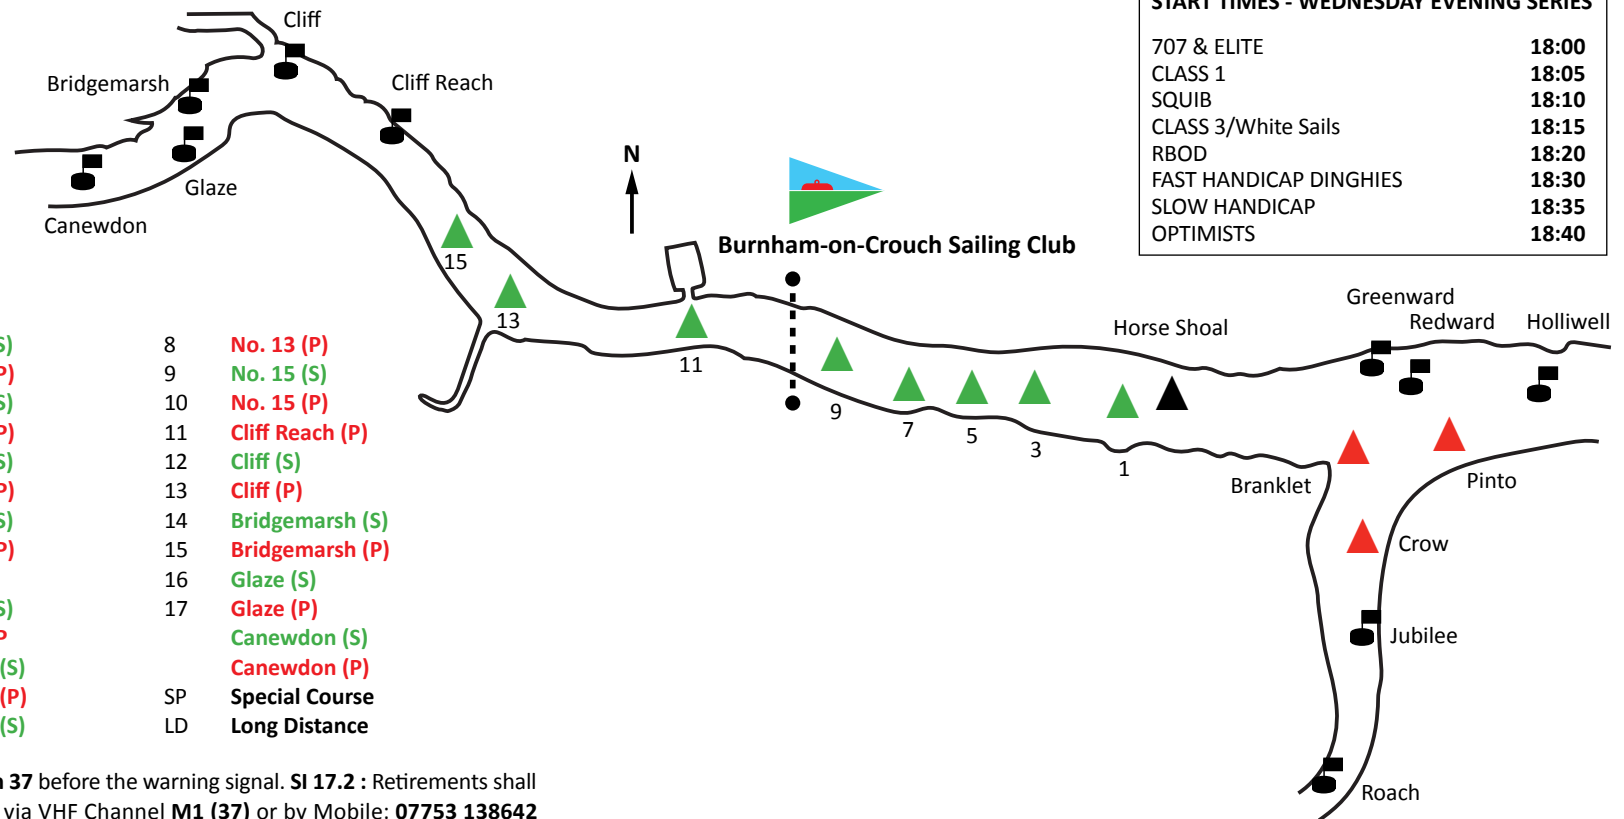 START TIMES - WEDNESDAY EVENING SERIES
707 & ELITE 18:00
CLASS 1 18:05
SQUIB 18:10
CLASS 3/White Sails 18:15
RBOD 18:20
FAST HANDICAP DINGHIES 18:30
SLOW HANDICAP 18:35
OPTIMISTS 18:40
Cliff
Bridgemarsh
Cliff Reach
Glaze
Canewdon
N
Burnham-on-Crouch Sailing Club
15
13
11
9
7
5
3
1
Horse Shoal
Greenward
Redward
Holliwell
Branklet
Pinto
Crow
Jubilee
Roach
S) 8 No. 13 (P)
P) 9 No. 15 (S)
S) 10 No. 15 (P)
P) 11 Cliff Reach (P)
S) 12 Cliff (S)
P) 13 Cliff (P)
S) 14 Bridgemarsh (S)
P) 15 Bridgemarsh (P)
16 Glaze (S)
S) 17 Glaze (P)
P Canewdon (S)
(S) Canewdon (P)
(P) SP Special Course
(S) LD Long Distance
37 before the warning signal. SI 17.2 : Retirements shall
via VHF Channel M1 (37) or by Mobile: 07753 138642